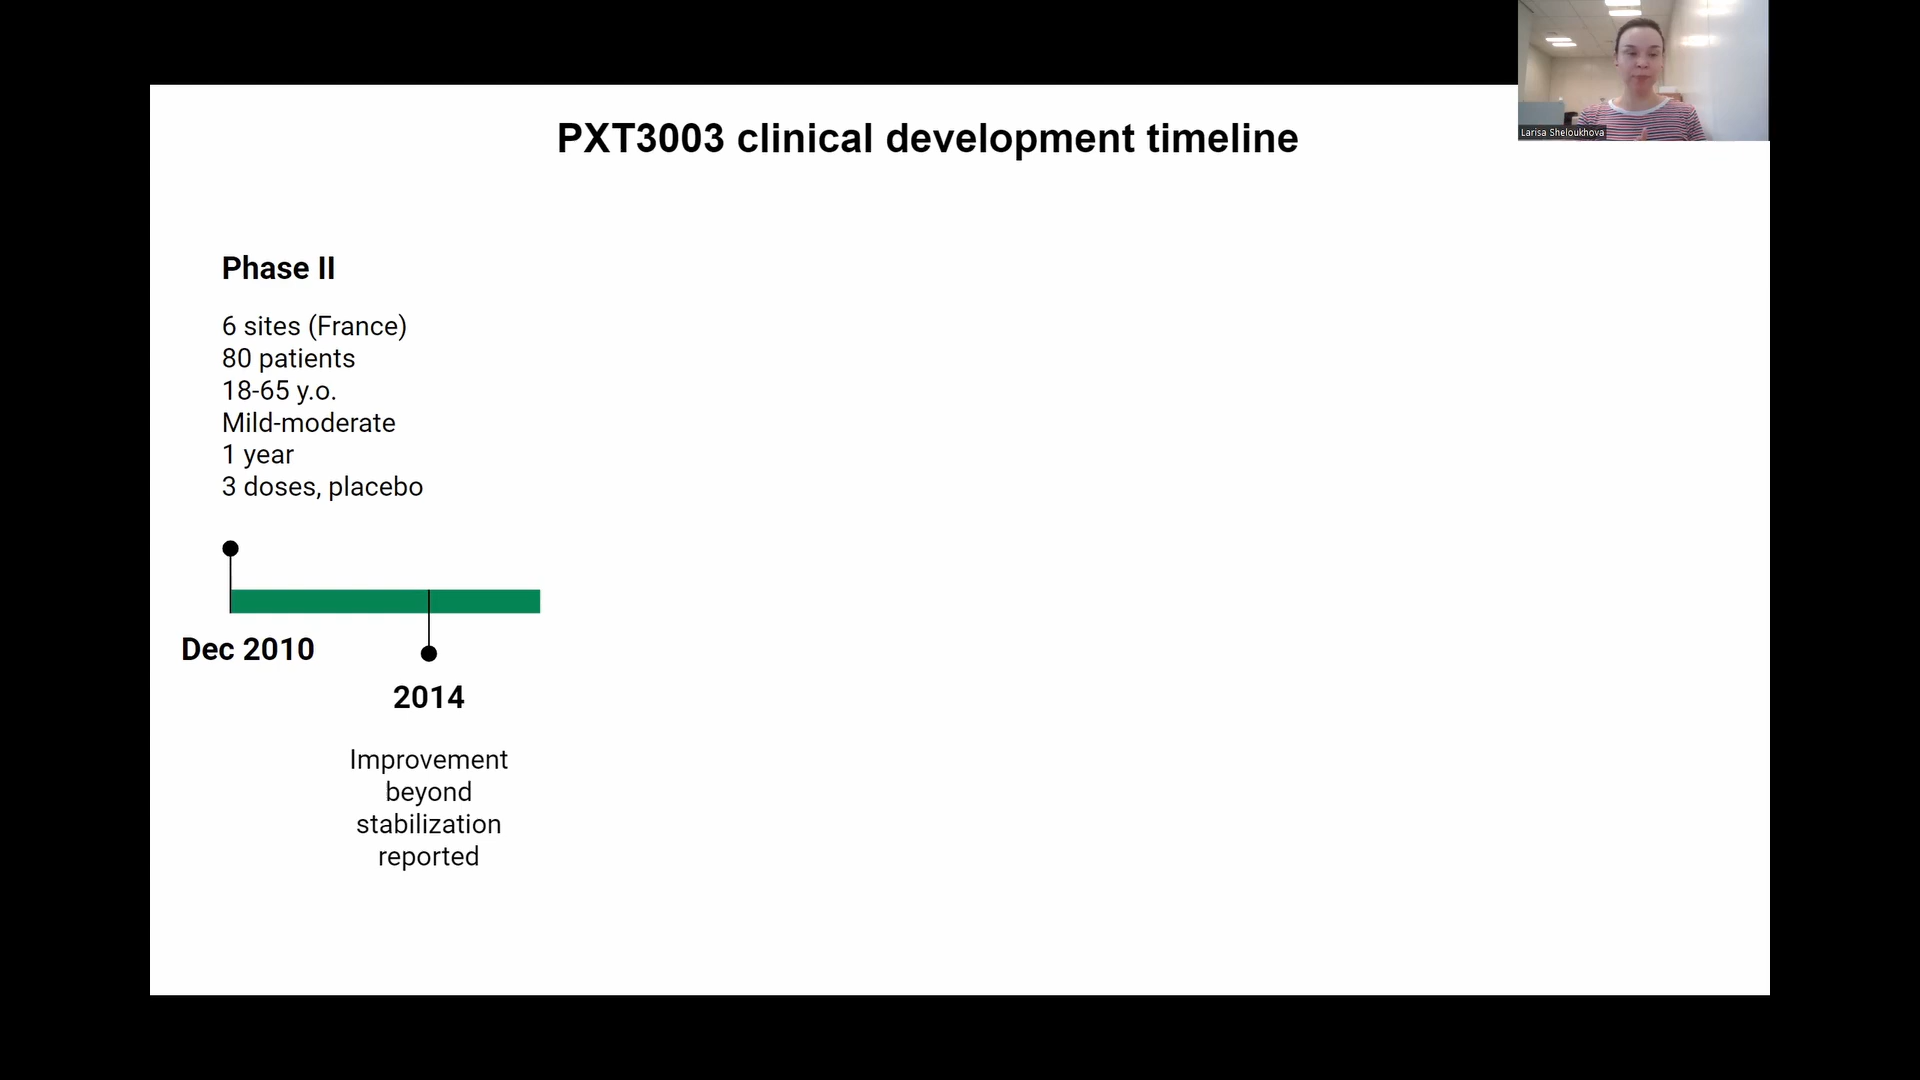 Larisa Sheloukhova
PXT3003 clinical development timeline
Phase II
6 sites (France)
80 patients
18-65 y.o.
Mild-moderate
1 year
3 doses, placebo
Dec 2010
2014
Improvement
beyond
stabilization
reported